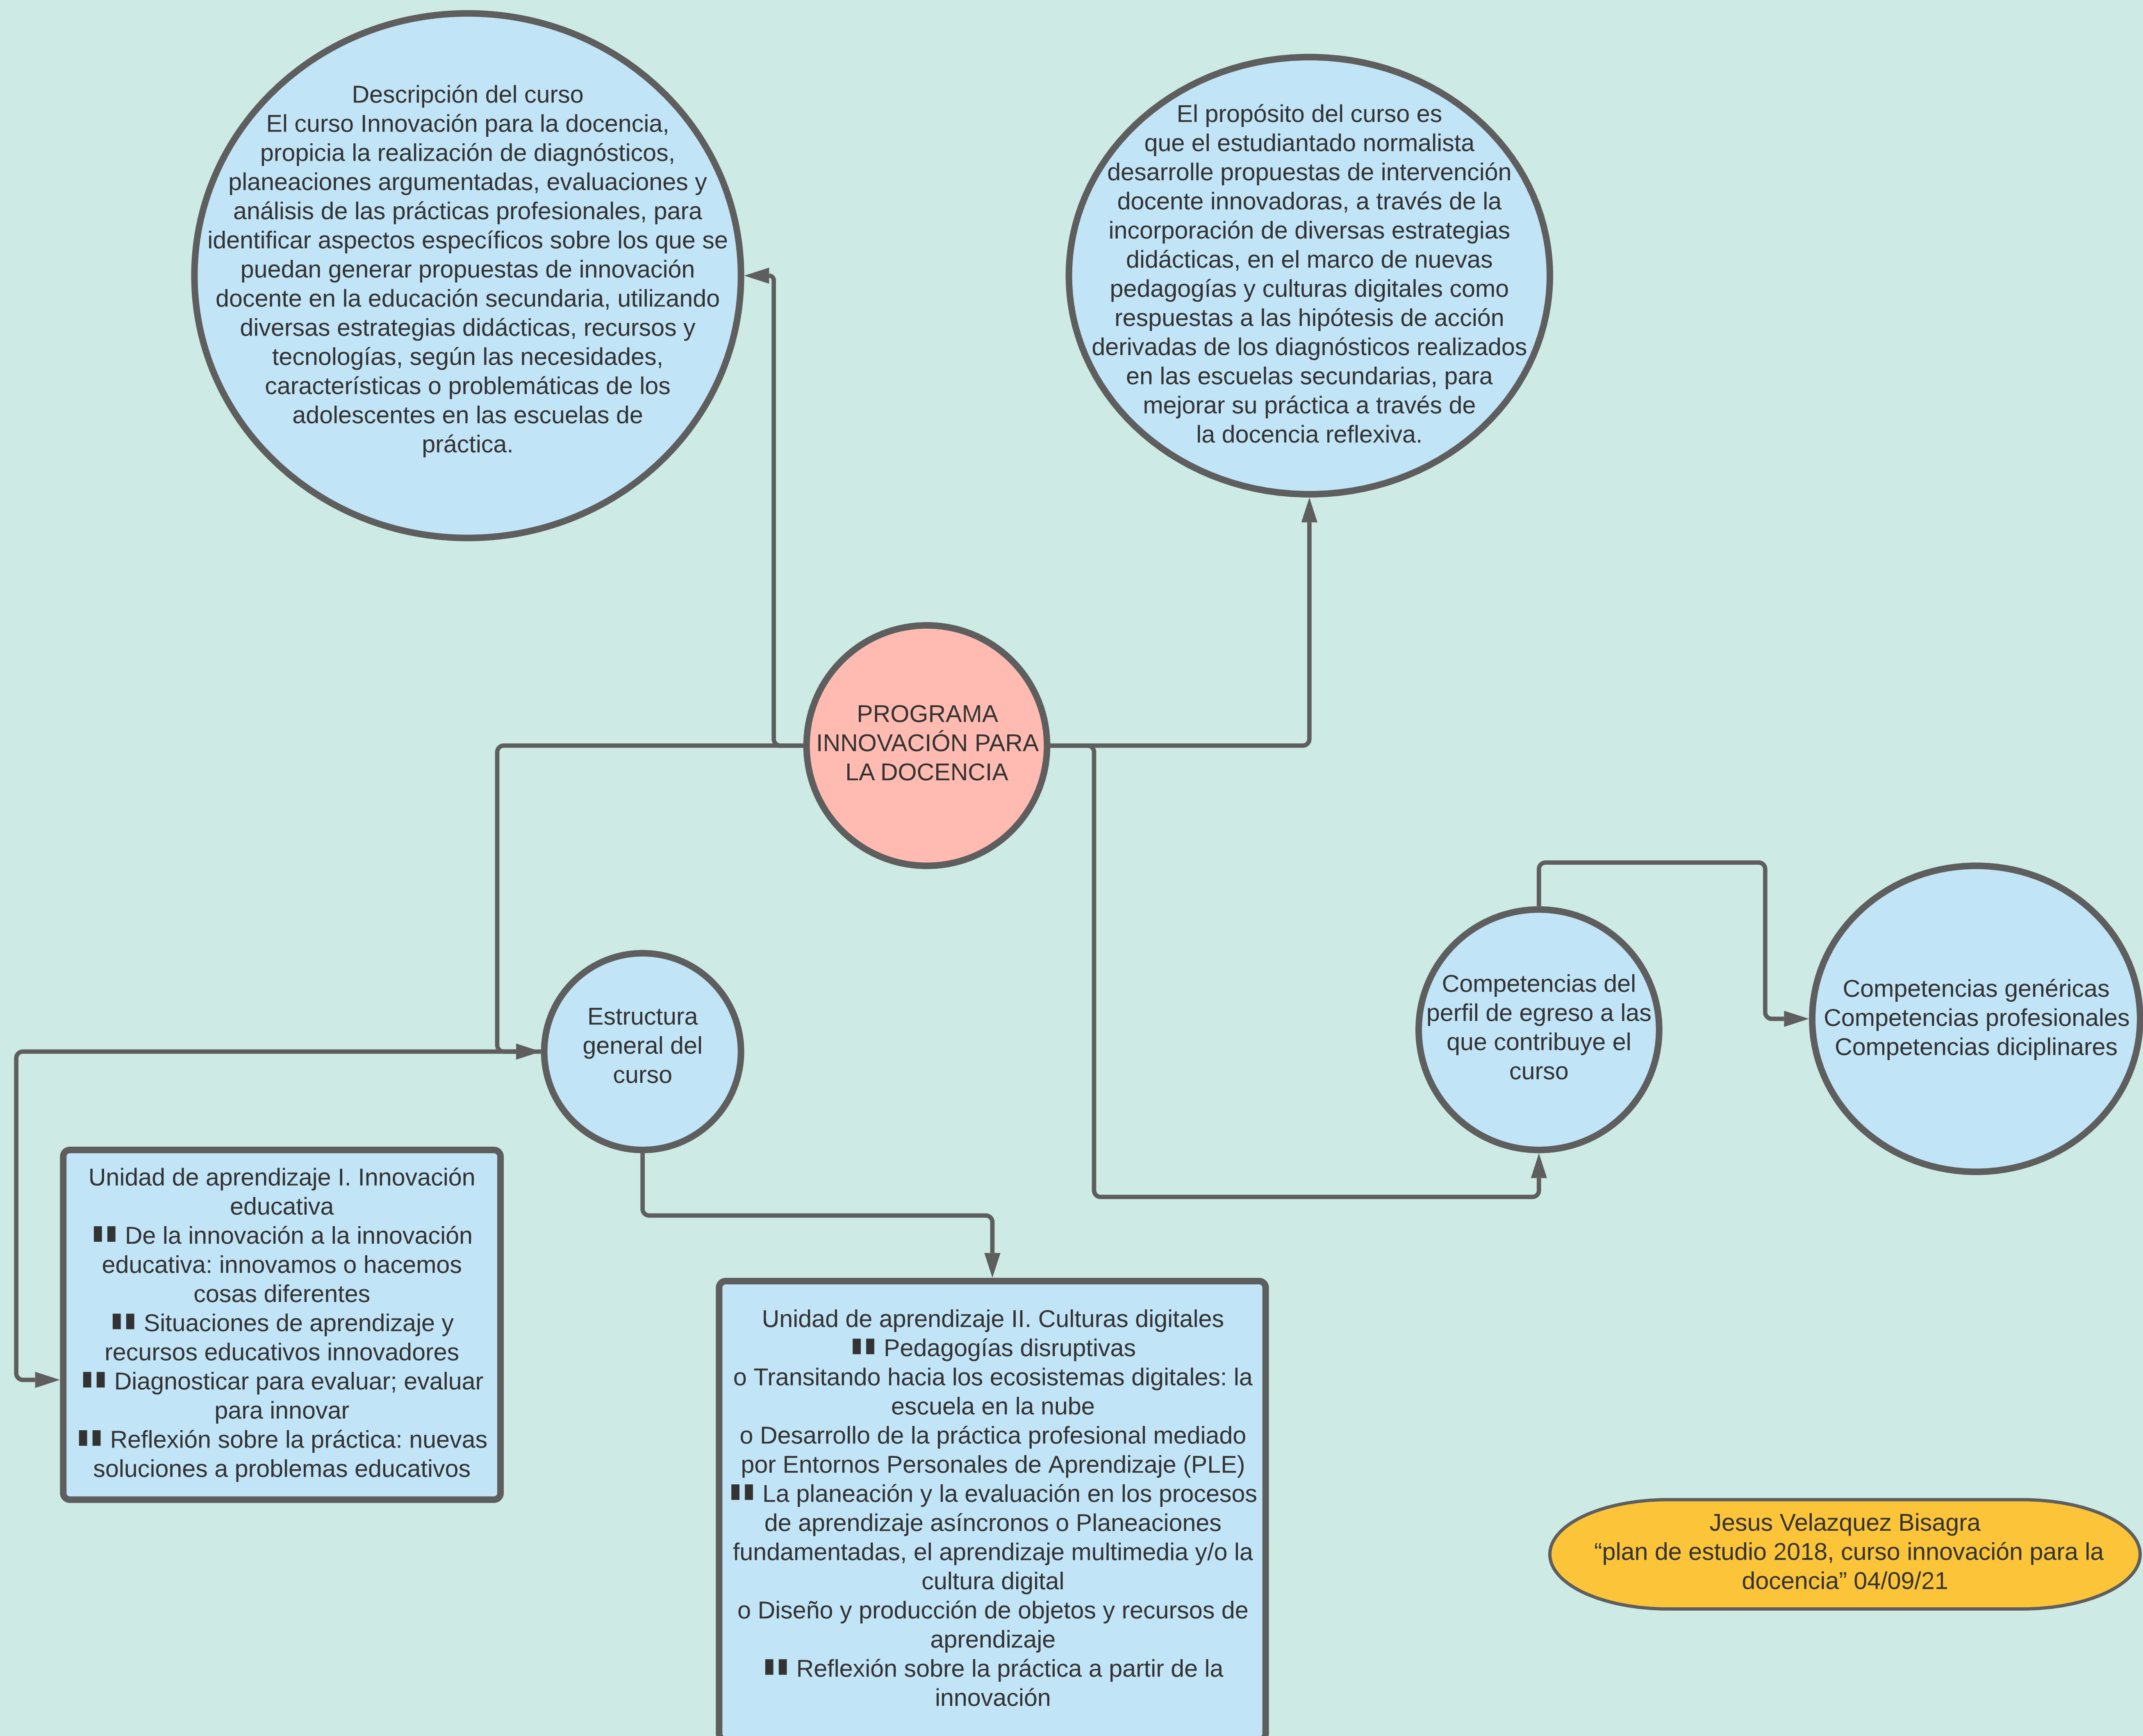 Descripción del curso
El curso Innovación para la docencia,
propicia la realización de diagnósticos,
planeaciones argumentadas, evaluaciones y
análisis de las prácticas profesionales, para
identificar aspectos específicos sobre los que se
puedan generar propuestas de innovación
docente en la educación secundaria, utilizando
diversas estrategias didácticas, recursos y
tecnologías, según las necesidades,
características o problemáticas de los
adolescentes en las escuelas de
práctica.
El propósito del curso es
que el estudiantado normalista
desarrolle propuestas de intervención
docente innovadoras, a través de la
incorporación de diversas estrategias
didácticas, en el marco de nuevas
pedagogías y culturas digitales como
respuestas a las hipótesis de acción
derivadas de los diagnósticos realizados
en las escuelas secundarias, para
mejorar su práctica a través de
la docencia reflexiva.
PROGRAMA
INNOVACIÓN PARA
LA DOCENCIA
Estructura
general del
curso
Competencias del
perfil de egreso a las
que contribuye el
curso
Competencias genéricas
Competencias profesionales
Competencias diciplinares
Unidad de aprendizaje I. Innovación
educativa
▮▮ De la innovación a la innovación
educativa: innovamos o hacemos
cosas diferentes
▮▮ Situaciones de aprendizaje y
recursos educativos innovadores
▮▮ Diagnosticar para evaluar; evaluar
para innovar
▮▮ Reflexión sobre la práctica: nuevas
soluciones a problemas educativos
Unidad de aprendizaje II. Culturas digitales
▮▮ Pedagogías disruptivas
o Transitando hacia los ecosistemas digitales: la
escuela en la nube
o Desarrollo de la práctica profesional mediado
por Entornos Personales de Aprendizaje (PLE)
▮▮ La planeación y la evaluación en los procesos
de aprendizaje asíncronos o Planeaciones
fundamentadas, el aprendizaje multimedia y/o la
cultura digital
o Diseño y producción de objetos y recursos de
aprendizaje
▮▮ Reflexión sobre la práctica a partir de la
innovación
Jesus Velazquez Bisagra
“plan de estudio 2018, curso innovación para la
docencia” 04/09/21